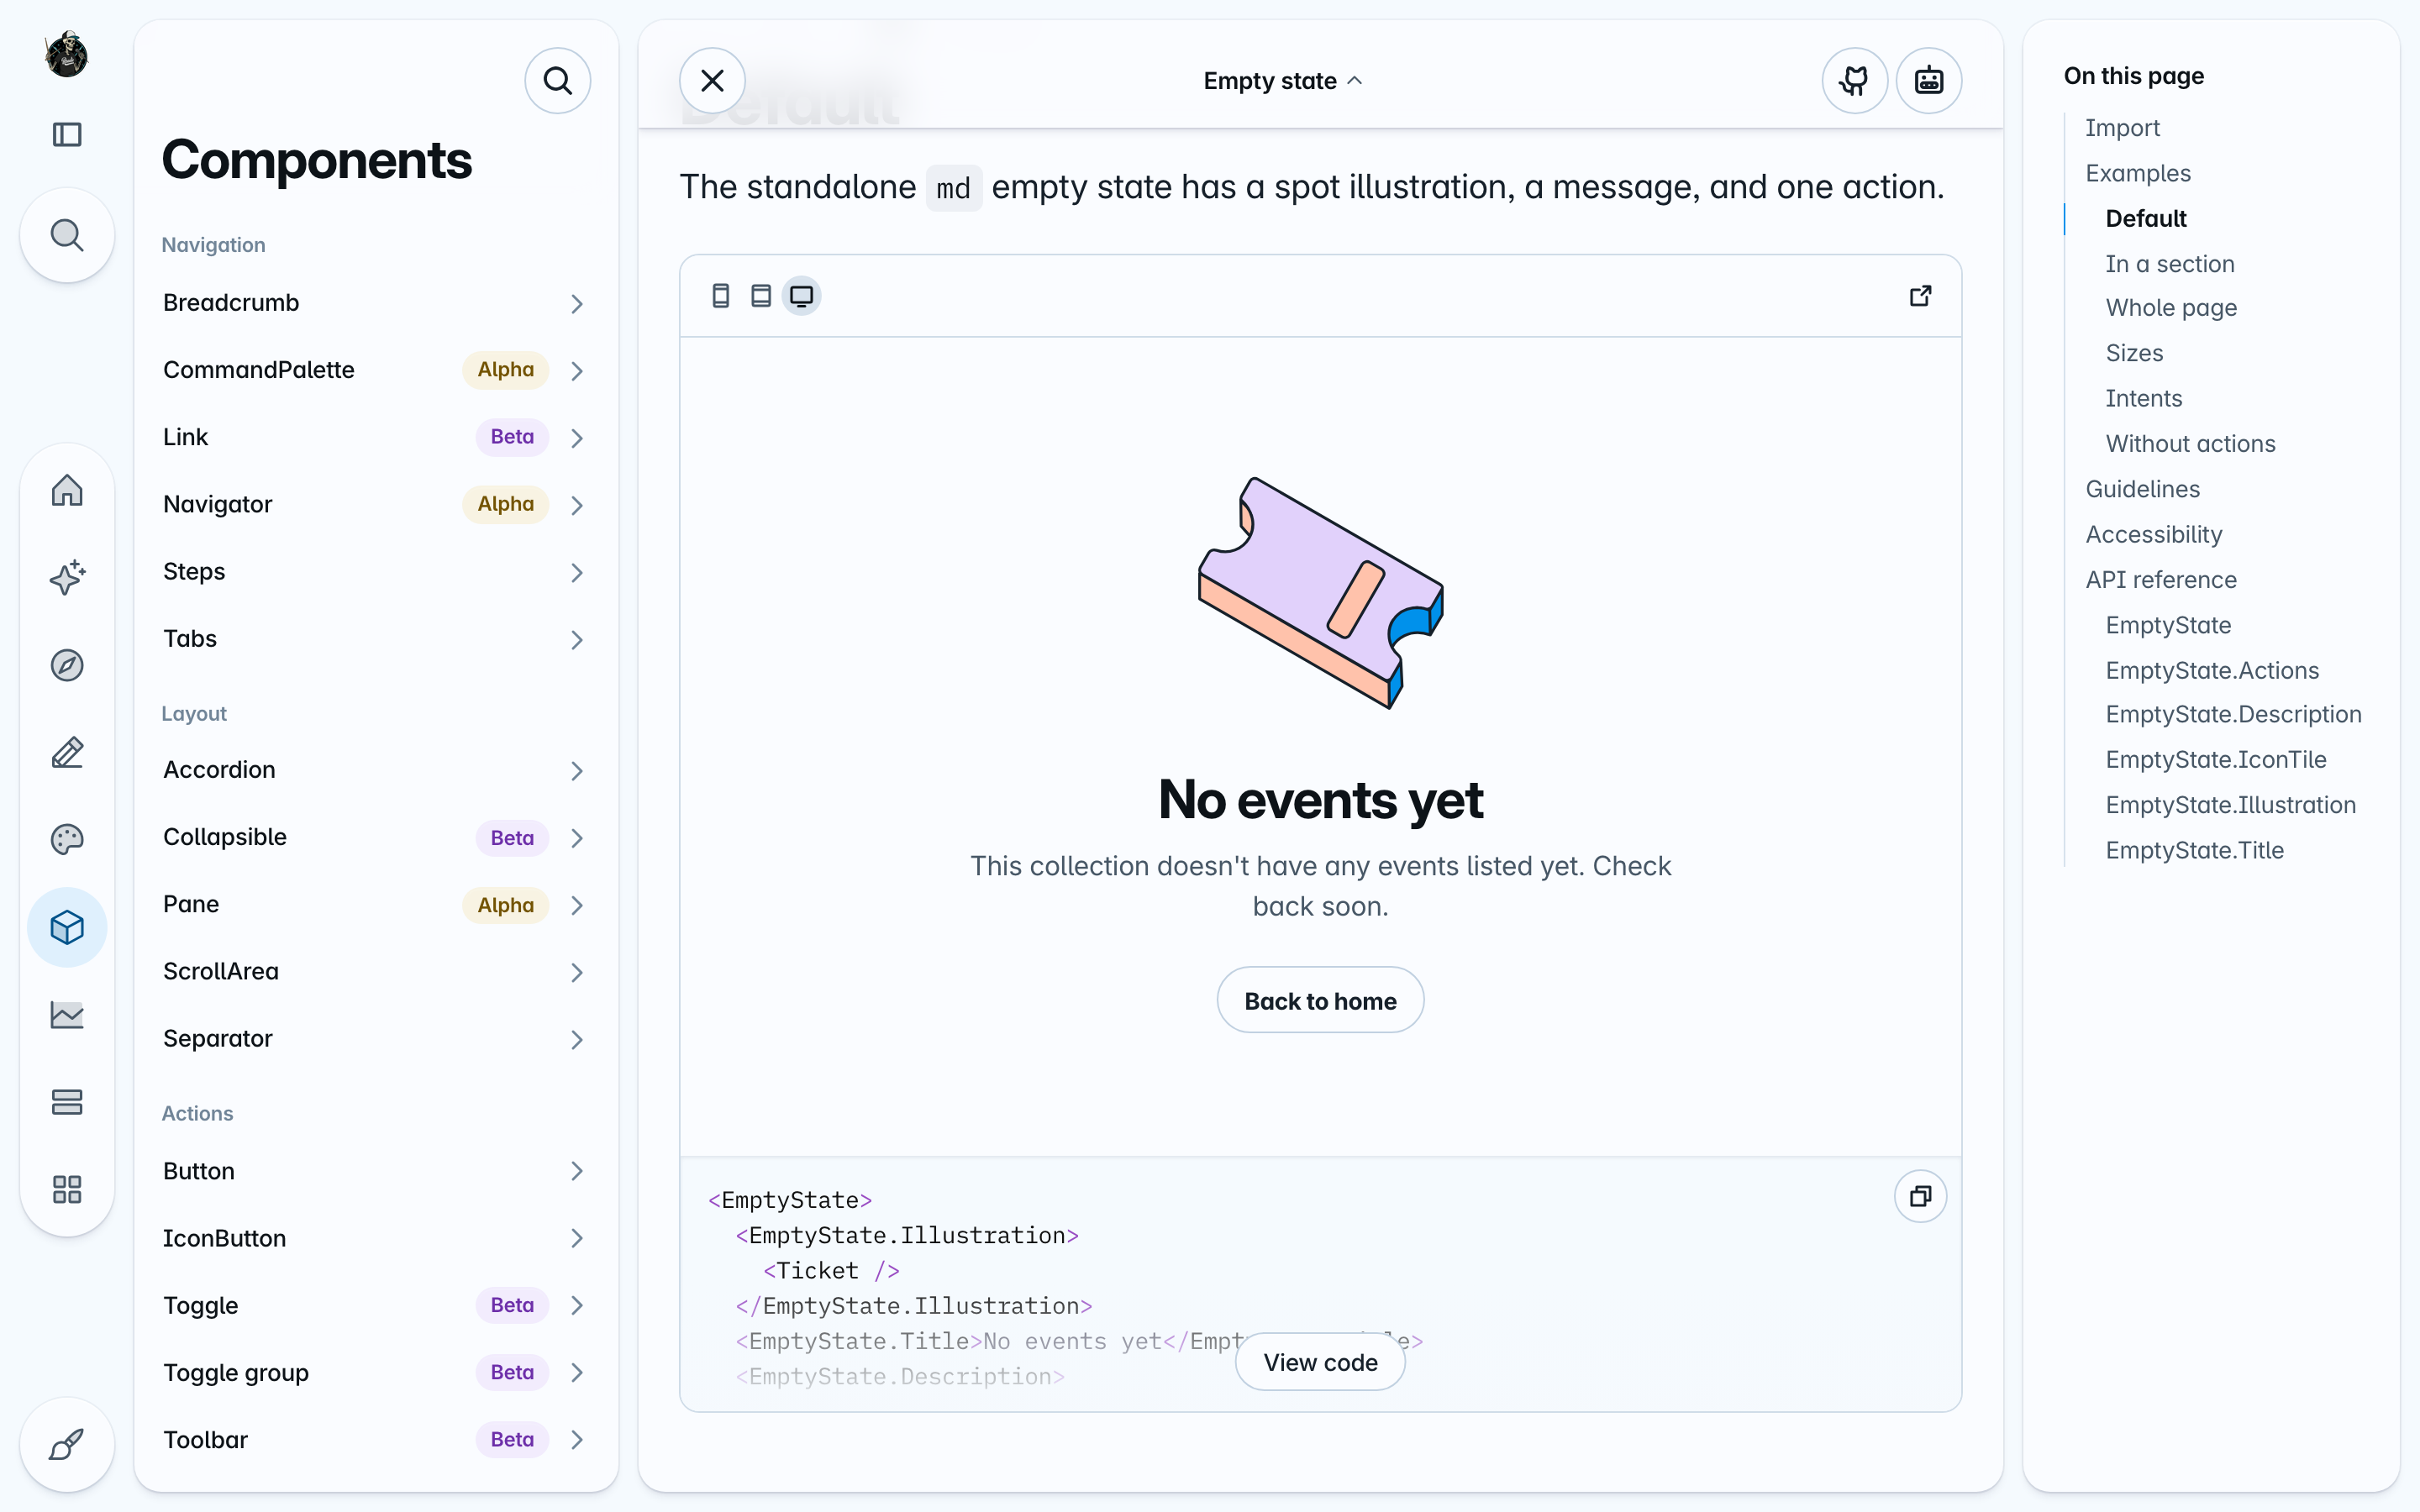 Components
Navigation
Breadcrumb
CommandPalette Alpha
Link Beta
Navigator Alpha
Steps
Tabs
Layout
Accordion
Collapsible Beta
Pane Alpha
ScrollArea
Separator
Actions
Button
IconButton
Toggle Beta
Toggle group Beta
Toolbar Beta
Empty state
Default
The standalone md empty state has a spot illustration, a message, and one action.
No events yet
This collection doesn't have any events listed yet. Check
back soon.
Back to home
<EmptyState>
<EmptyState.Illustration>
<Ticket />
</EmptyState.Illustration>
<EmptyState.Title>No events yet</Empt
<EmptyState.Description>
View code
On this page
Import
Examples
Default
In a section
Whole page
Sizes
Intents
Without actions
Guidelines
Accessibility
API reference
EmptyState
EmptyState.Actions
EmptyState.Description
EmptyState.IconTile
EmptyState.Illustration
EmptyState.Title